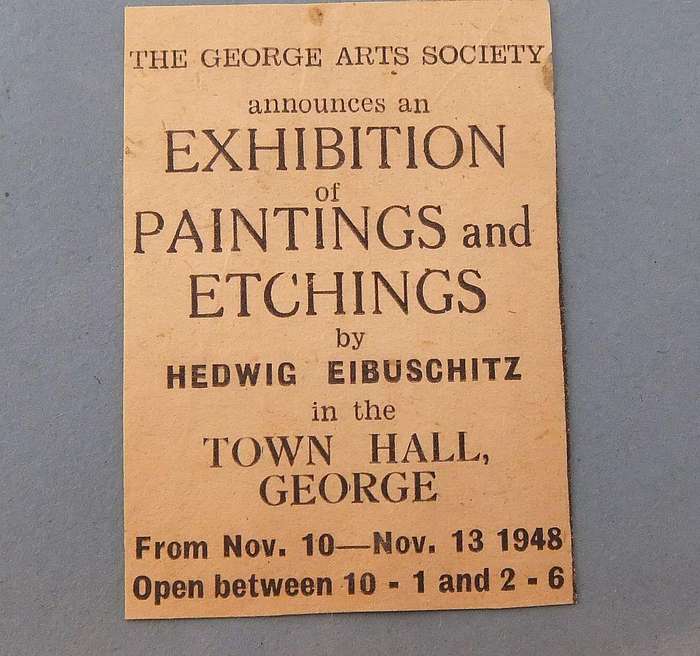 THE GEORGE ARTS SOCIETY
announces an
EXHIBITION
of
PAINTINGS and
ETCHINGS
by
HEDWIG EIBUSCHITZ
in the
TOWN HALL,
GEORGE
From Nov. 10—Nov. 13 1948
Open between 10 - 1 and 2 - 6